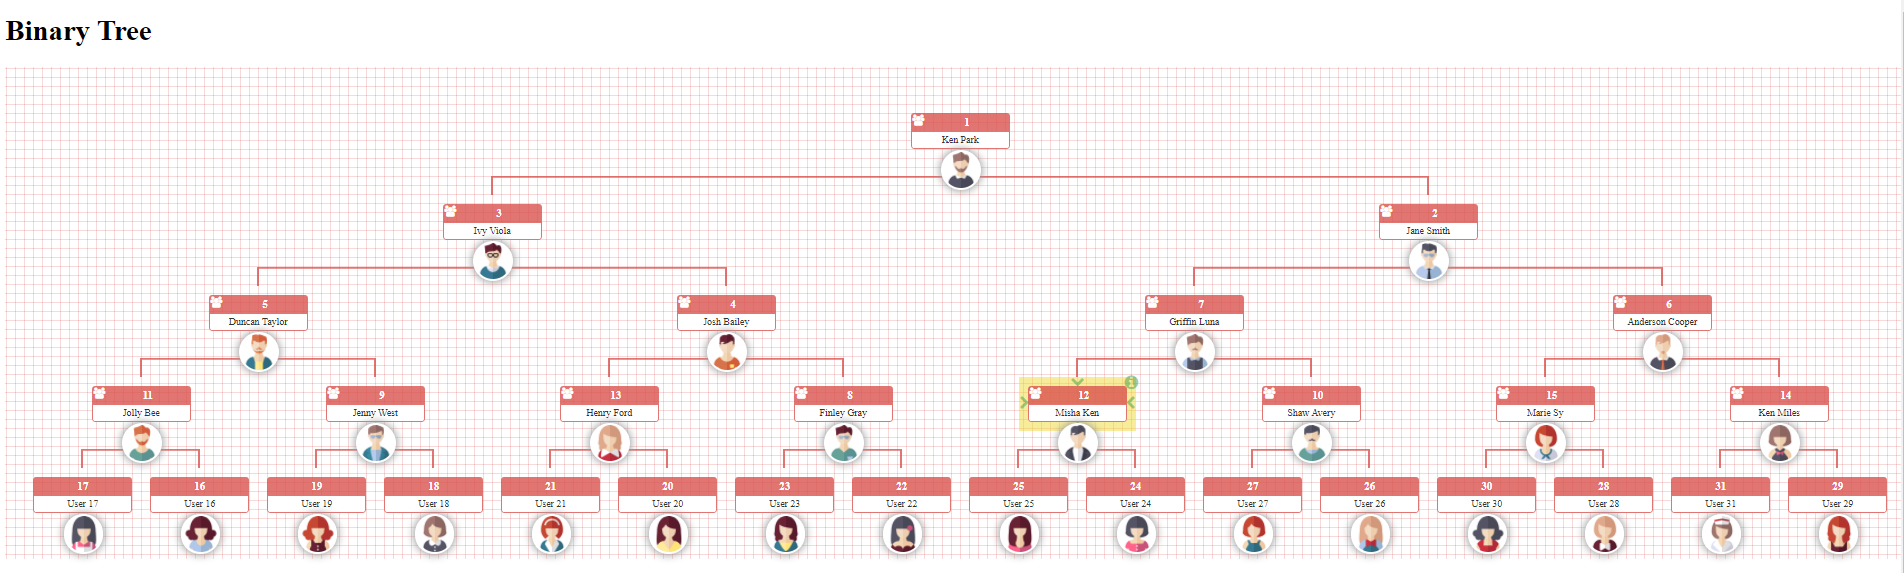 Binary Tree
1
Ken Park
3
Ivy Viola
2
Jane Smith
5
Duncan Taylor
4
Josh Bailey
7
Griffin Luna
6
Anderson Cooper
11
Jolly Bee
9
Jenny West
13
Henry Ford
8
Finley Gray
12
Misha Ken
10
Shaw Avery
15
Marie Sy
14
Ken Miles
17
User 17
16
User 16
19
User 19
18
User 18
21
User 21
20
User 20
23
User 23
22
User 22
25
User 25
24
User 24
27
User 27
26
User 26
30
User 30
28
User 28
31
User 31
29
User 29